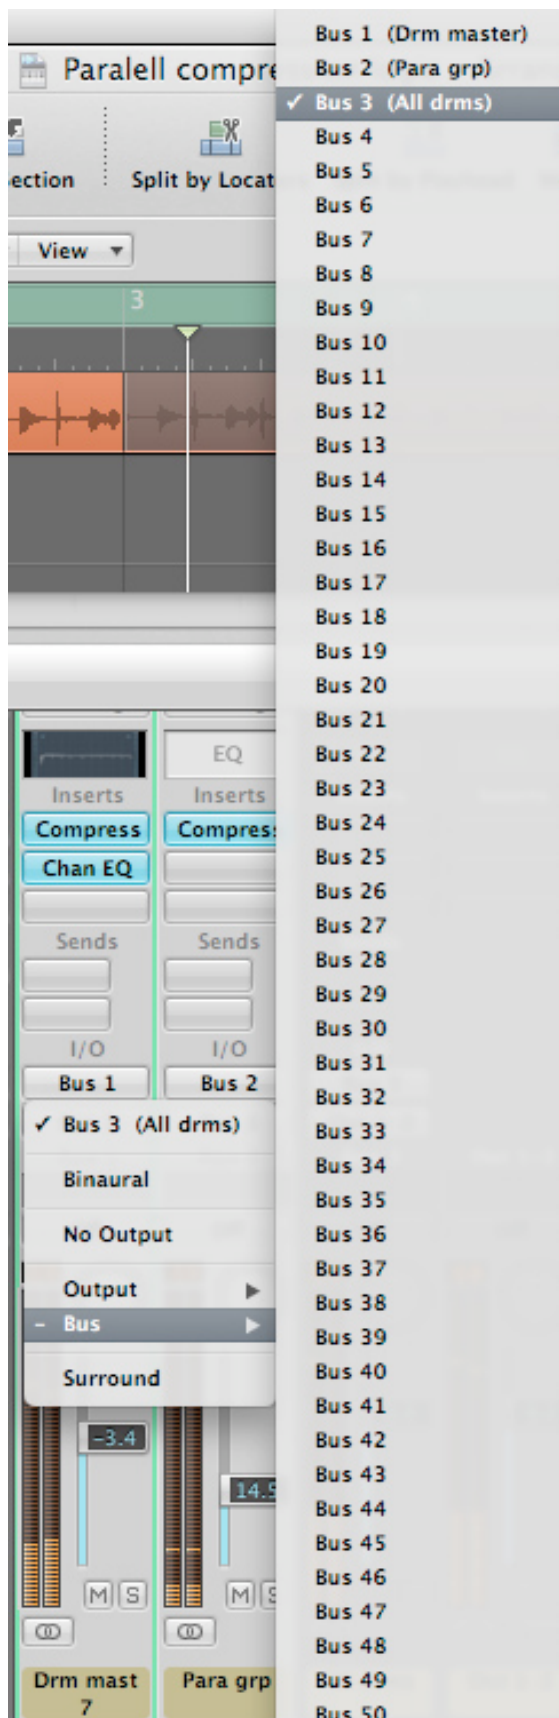 Paralell compre
ection
Split by Locat
View
3
Bus 1 (Drm master)
Bus 2 (Para grp)
✓ Bus 3 (All drms)
Bus 4
Bus 5
Bus 6
Bus 7
Bus 8
Bus 9
Bus 10
Bus 11
Bus 12
Bus 13
Bus 14
Bus 15
Bus 16
Bus 17
Bus 18
Bus 19
Bus 20
Bus 21
Bus 22
Bus 23
Bus 24
Bus 25
Bus 26
Bus 27
Bus 28
Bus 29
Bus 30
Bus 31
Bus 32
Bus 33
Bus 34
Bus 35
Bus 36
Bus 37
Bus 38
Bus 39
Bus 40
Bus 41
Bus 42
Bus 43
Bus 44
Bus 45
Bus 46
Bus 47
Bus 48
Bus 49
Bus 50
EQ
Inserts Inserts
Compress Compress
Chan EQ
Sends Sends
I/O I/O
Bus 1 Bus 2
✓ Bus 3 (All drms)
Binaural
No Output
Output
– Bus
Surround
-3.4
14.5
M S M S
Drm mast Para grp
7